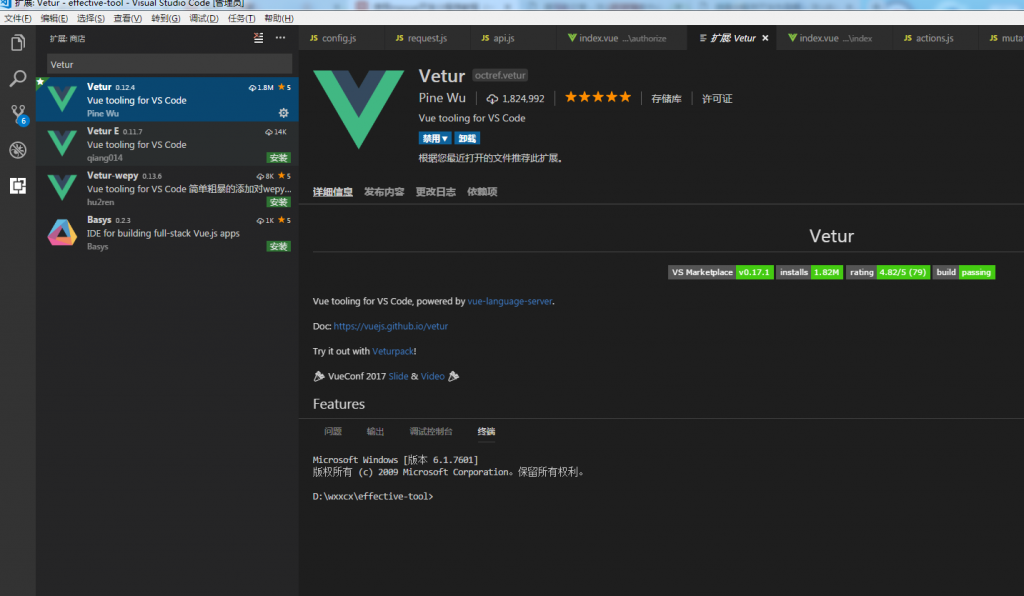 扩展: Vetur - effective-tool - Visual Studio Code [管理员]
文件(F) 编辑(E) 选择(S) 查看(V) 转到(G) 调试(D) 任务(T) 帮助(H)
扩展: 商店
Vetur
Vetur 0.12.4 1.8M 5
Vue tooling for VS Code
Pine Wu
Vetur E 0.11.7 14K
Vue tooling for VS Code
qiang014 安装
Vetur-wepy 0.13.6 8K 5
Vue tooling for VS Code 简单粗暴的添加对wepy...
hu2ren 安装
Basys 0.2.3 1K 5
IDE for building full-stack Vue.js apps
Basys 安装
6
JS config.js JS request.js JS api.js index.vue ...\authorize 扩展: Vetur index.vue ...\index JS actions.js JS mutat
Vetur octref.vetur
Pine Wu 1,824,992 存储库 许可证
Vue tooling for VS Code
禁用 卸载
根据您最近打开的文件推荐此扩展。
详细信息 发布内容 更改日志 依赖项
Vetur
VS Marketplace v0.17.1 installs 1.82M rating 4.82/5 (79) build passing
Vue tooling for VS Code, powered by vue-language-server.
Doc: https://vuejs.github.io/vetur
Try it out with Veturpack!
VueConf 2017 Slide & Video
Features
问题 输出 调试控制台 终端
Microsoft Windows [版本 6.1.7601]
版权所有 (c) 2009 Microsoft Corporation。保留所有权利。
D:\wxxcx\effective-tool>